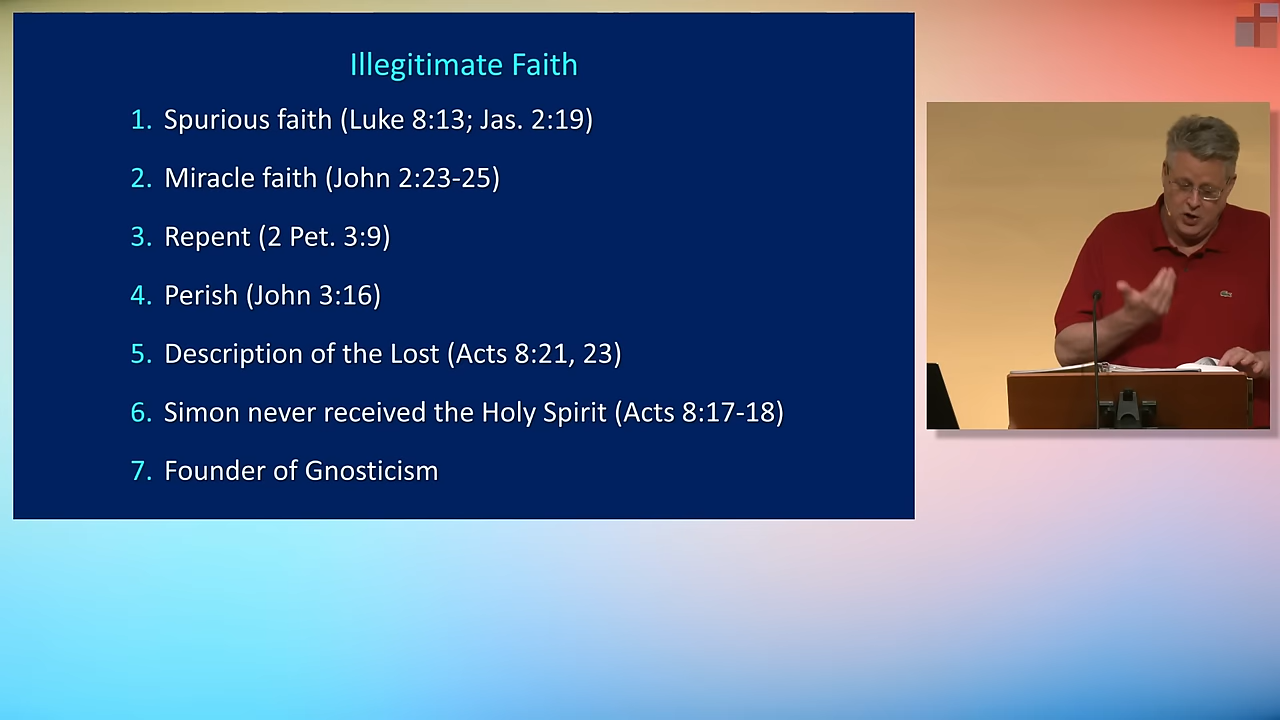 Illegitimate Faith
1. Spurious faith (Luke 8:13; Jas. 2:19)
2. Miracle faith (John 2:23-25)
3. Repent (2 Pet. 3:9)
4. Perish (John 3:16)
5. Description of the Lost (Acts 8:21, 23)
6. Simon never received the Holy Spirit (Acts 8:17-18)
7. Founder of Gnosticism